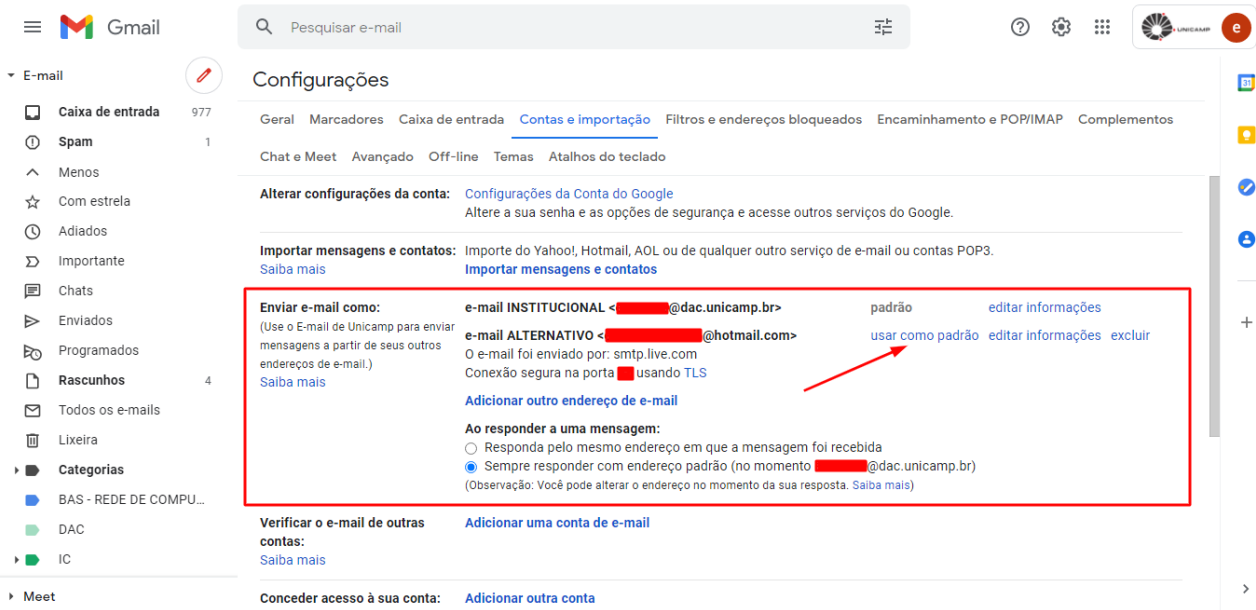 Gmail
Pesquisar e-mail
UNICAMP
e
E-mail
Caixa de entrada 977
Spam 1
Menos
Com estrela
Adiados
Importante
Chats
Enviados
Programados
Rascunhos 4
Todos os e-mails
Lixeira
Categorias
BAS - REDE DE COMPU...
DAC
IC
Meet
Configurações
Geral Marcadores Caixa de entrada Contas e importação Filtros e endereços bloqueados Encaminhamento e POP/IMAP Complementos
Chat e Meet Avançado Off-line Temas Atalhos do teclado
Alterar configurações da conta: Configurações da Conta do Google
Altere a sua senha e as opções de segurança e acesse outros serviços do Google.
Importar mensagens e contatos: Importe do Yahoo!, Hotmail, AOL ou de qualquer outro serviço de e-mail ou contas POP3.
Saiba mais Importar mensagens e contatos
Enviar e-mail como:
(Use o E-mail de Unicamp para enviar
mensagens a partir de seus outros
endereços de e-mail.)
Saiba mais
e-mail INSTITUCIONAL < @dac.unicamp.br> padrão editar informações
e-mail ALTERNATIVO < @hotmail.com> usar como padrão editar informações excluir
O e-mail foi enviado por: smtp.live.com
Conexão segura na porta usando TLS
Adicionar outro endereço de e-mail
Ao responder a uma mensagem:
Responda pelo mesmo endereço em que a mensagem foi recebida
Sempre responder com endereço padrão (no momento @dac.unicamp.br)
(Observação: Você pode alterar o endereço no momento da sua resposta. Saiba mais)
Verificar o e-mail de outras
contas:
Saiba mais
Adicionar uma conta de e-mail
Conceder acesso à sua conta: Adicionar outra conta
31